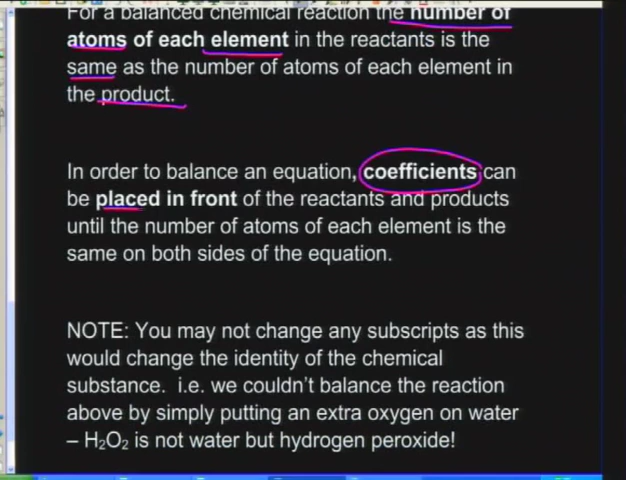 For a balanced chemical reaction the number of
atoms of each element in the reactants is the
same as the number of atoms of each element in
the product.
In order to balance an equation, coefficients can
be placed in front of the reactants and products
until the number of atoms of each element is the
same on both sides of the equation.
NOTE: You may not change any subscripts as this
would change the identity of the chemical
substance. i.e. we couldn't balance the reaction
above by simply putting an extra oxygen on water
– H₂O₂ is not water but hydrogen peroxide!